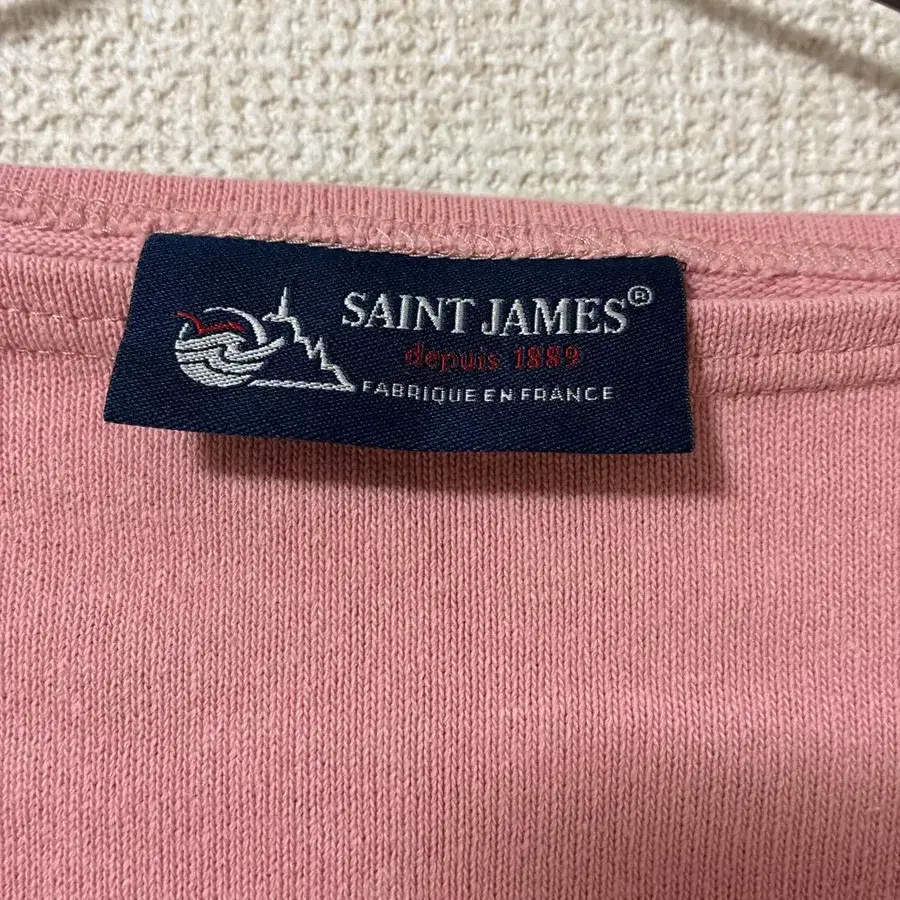 SAINT JAMES®
depuis 1889
FABRIQUE EN FRANCE